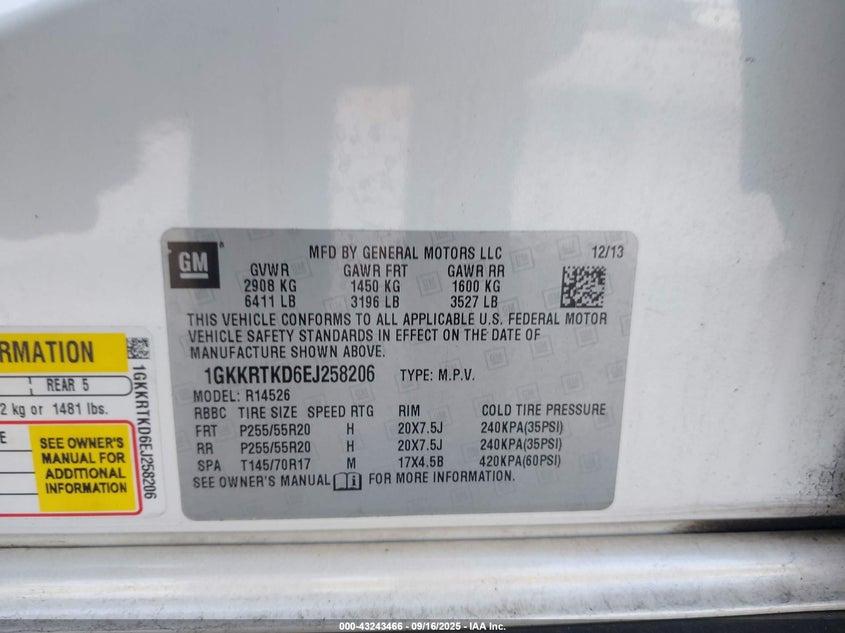 GM
MFD BY GENERAL MOTORS LLC 12/13
GVWR GAWR FRT GAWR RR
2908 KG 1450 KG 1600 KG
6411 LB 3196 LB 3527 LB
THIS VEHICLE CONFORMS TO ALL APPLICABLE U.S. FEDERAL MOTOR
VEHICLE SAFETY STANDARDS IN EFFECT ON THE DATE OF
MANUFACTURE SHOWN ABOVE.
1GKKRTKD6EJ258206 TYPE: M.P.V.
MODEL: R14526
RBBC TIRE SIZE SPEED RTG RIM COLD TIRE PRESSURE
FRT P255/55R20 H 20X7.5J 240KPA(35PSI)
RR P255/55R20 H 20X7.5J 240KPA(35PSI)
SPA T145/70R17 M 17X4.5B 420KPA(60PSI)
SEE OWNER'S MANUAL i FOR MORE INFORMATION.
RMATION
REAR 5
2 kg or 1481 lbs.
E
SEE OWNER'S
MANUAL FOR
ADDITIONAL
INFORMATION
1GKKRTKD6EJ258206
000-43243466 - 09/16/2025 - IAA Inc.